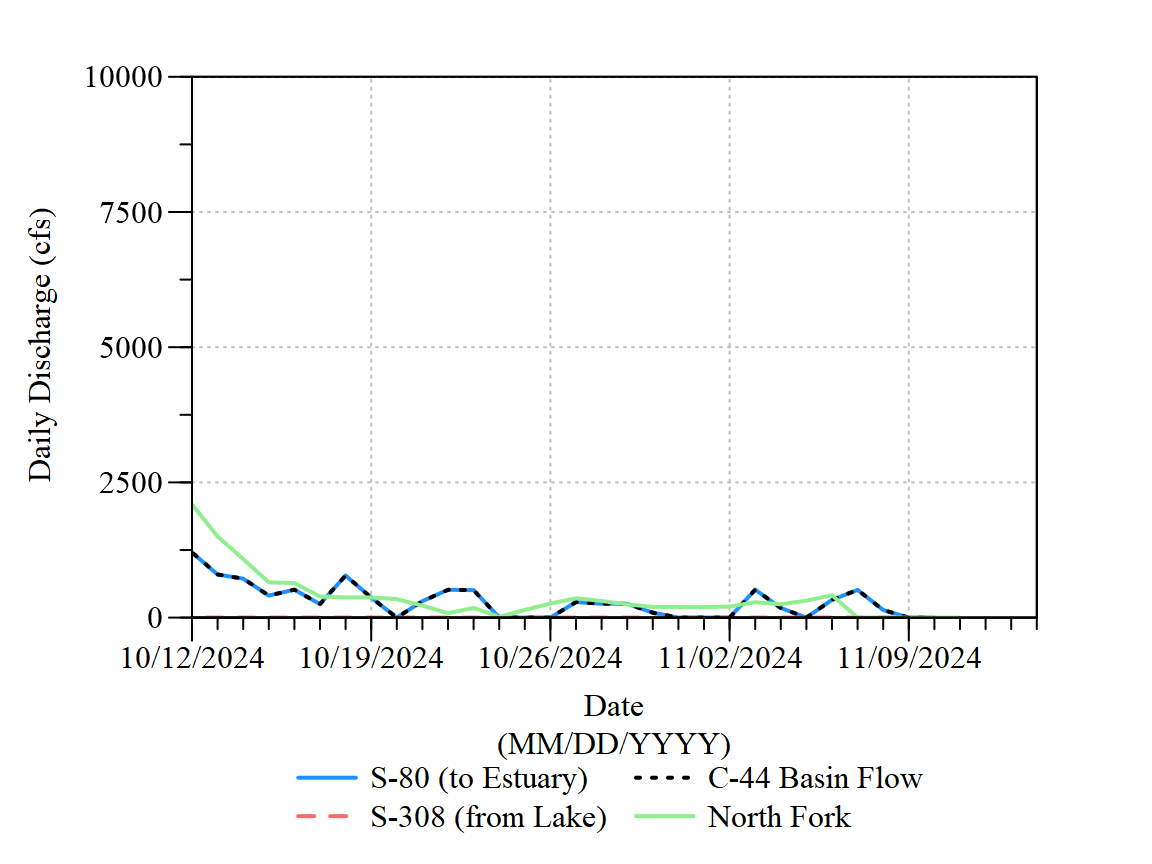 10000
7500
5000
2500
0
Daily Discharge (cfs)
10/12/2024 10/19/2024 10/26/2024 11/02/2024 11/09/2024
Date
(MM/DD/YYYY)
S-80 (to Estuary) C-44 Basin Flow
S-308 (from Lake) North Fork